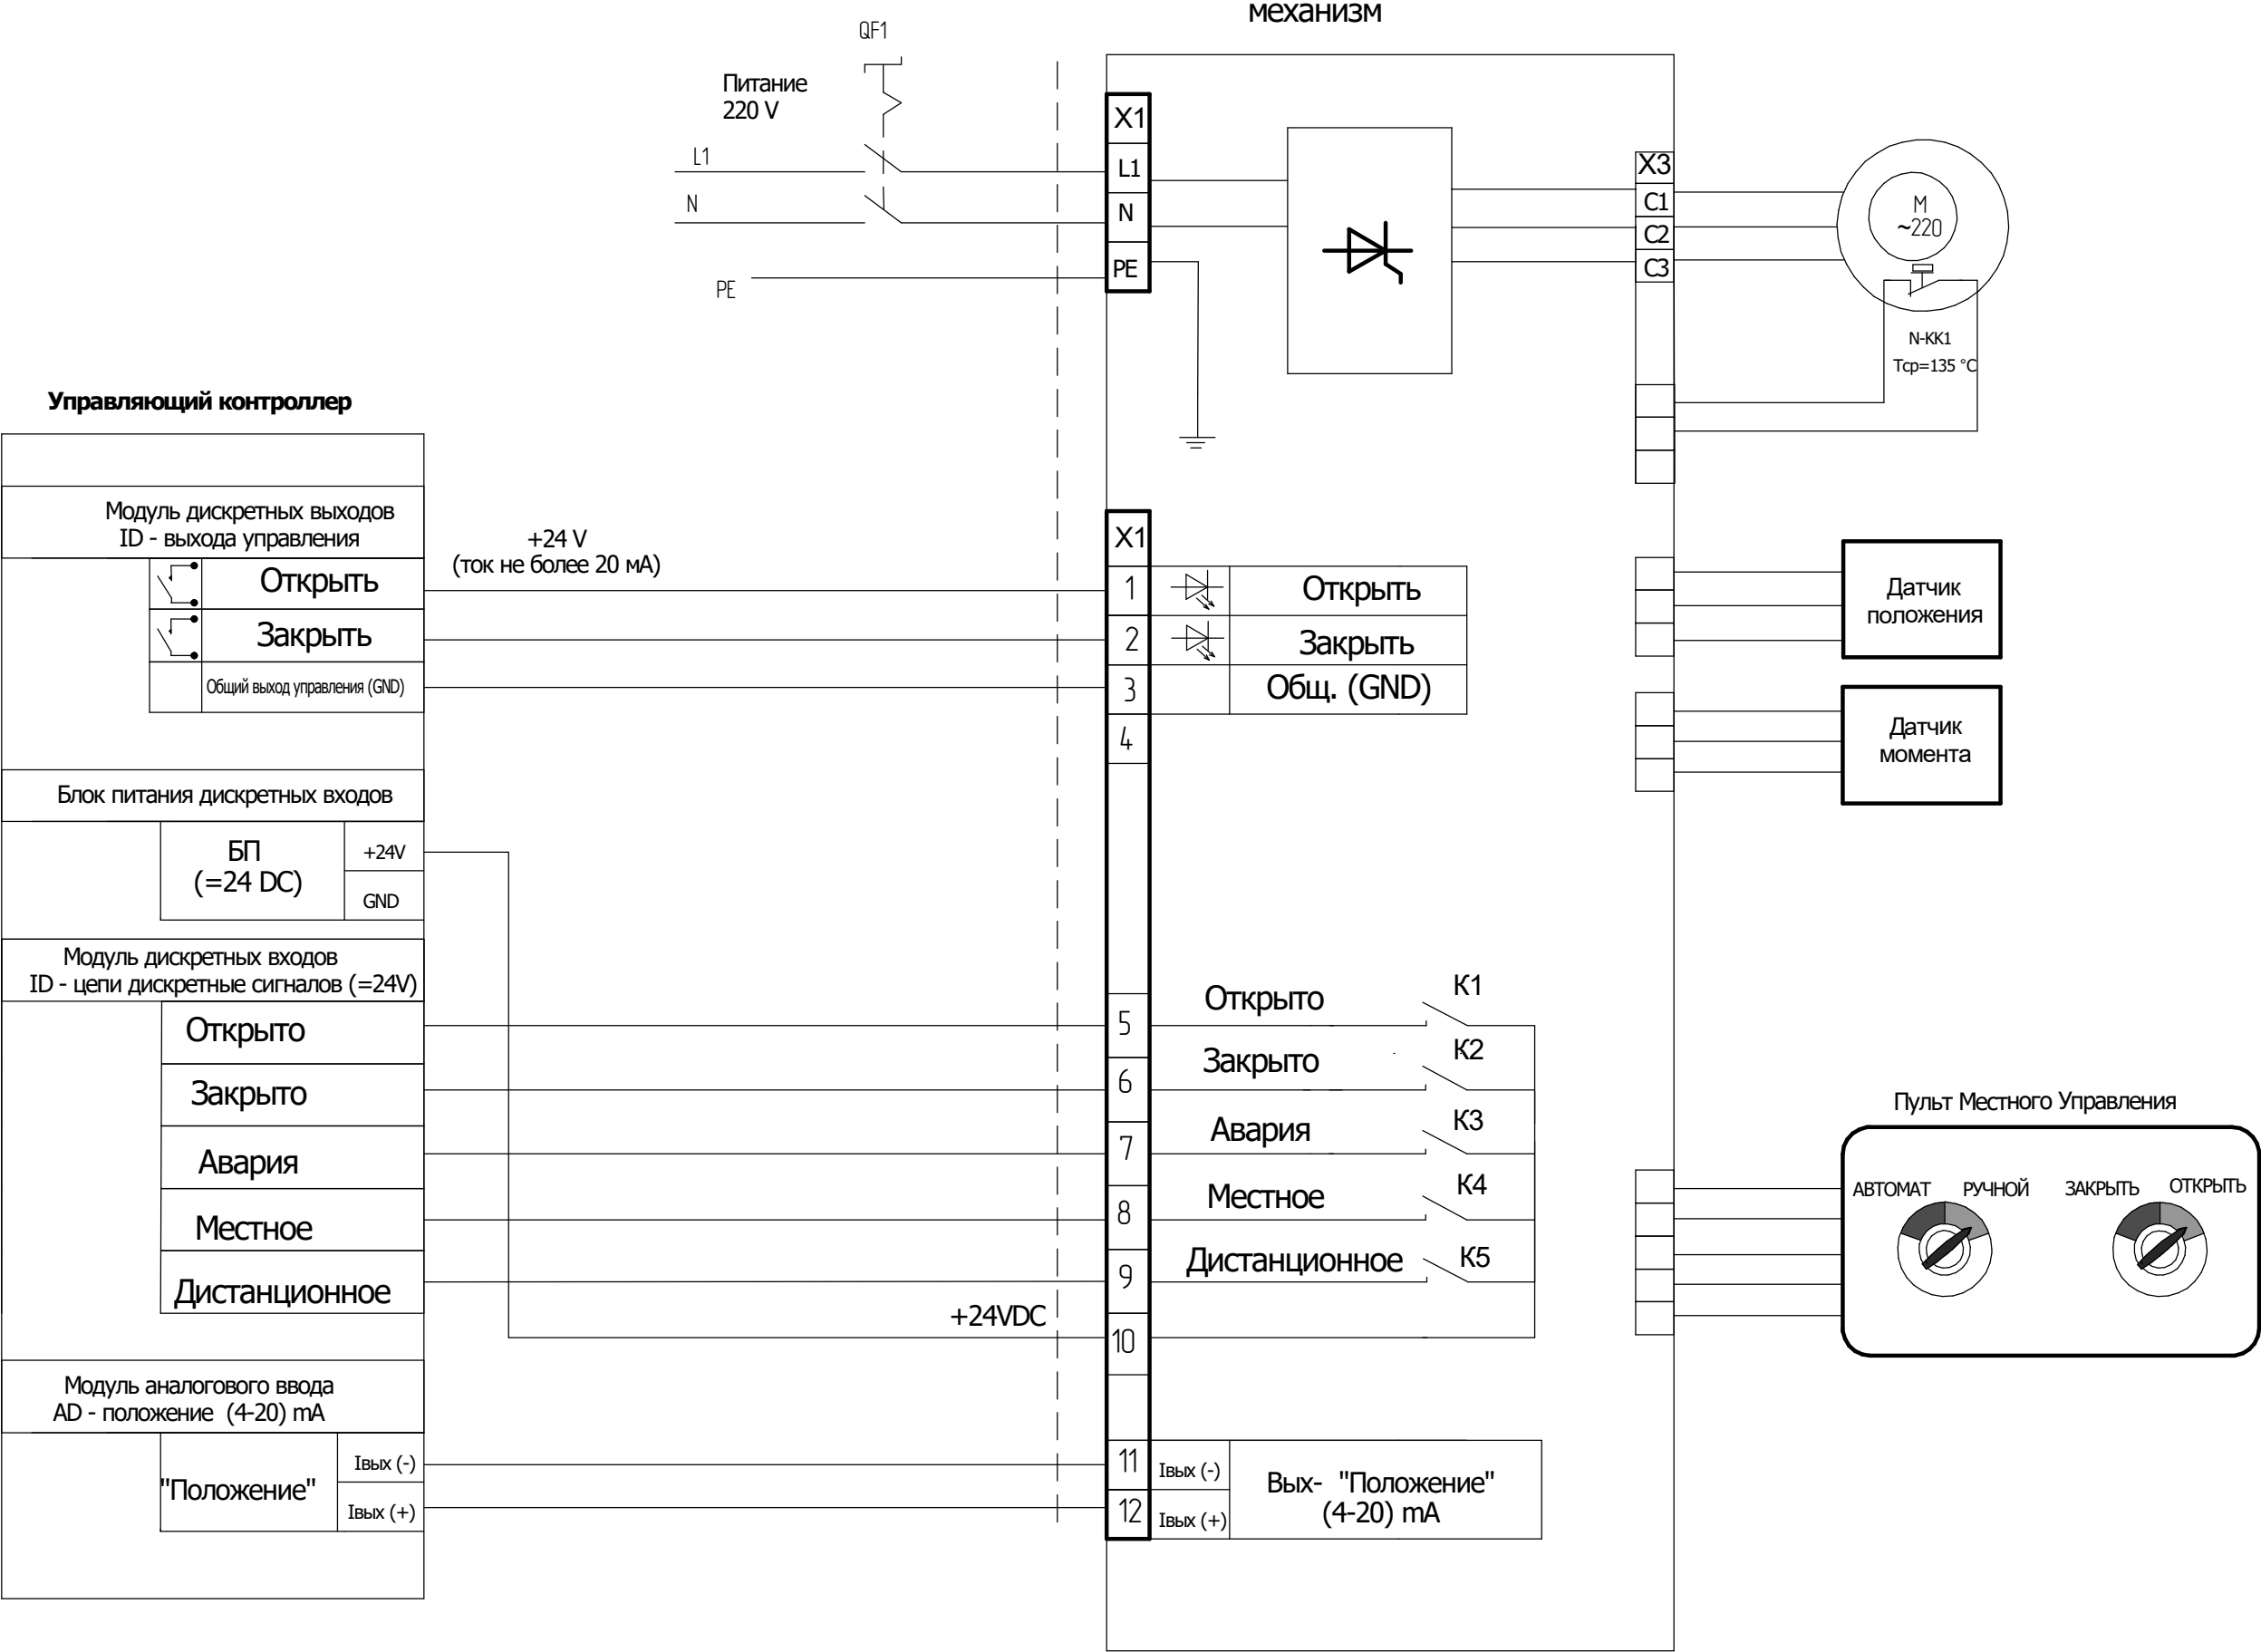 механизм
QF1
Питание
220 V
L1
N
PE
X1
L1
N
PE
X3
C1
C2
C3
M
~220
N-KK1
Tcp=135 °C
Управляющий контроллер
Модуль дискретных выходов
ID - выхода управления
Открыть
Закрыть
Общий выход управления (GND)
+24 V
(ток не более 20 мА)
X1
1
2
3
4
Открыть
Закрыть
Общ. (GND)
Датчик
положения
Датчик
момента
Блок питания дискретных входов
БП
(=24 DC)
+24V
GND
Модуль дискретных входов
ID - цепи дискретные сигналов (=24V)
Открыто
Закрыто
Авария
Местное
Дистанционное
+24VDC
5
6
7
8
9
10
Открыто
K1
Закрыто
K2
Авария
K3
Местное
K4
Дистанционное
K5
Пульт Местного Управления
АВТОМАТ
РУЧНОЙ
ЗАКРЫТЬ
ОТКРЫТЬ
Модуль аналогового ввода
AD - положение (4-20) mA
"Положение"
Iвых (-)
Iвых (+)
11
12
Iвых (-)
Iвых (+)
Вых- "Положение"
(4-20) mA